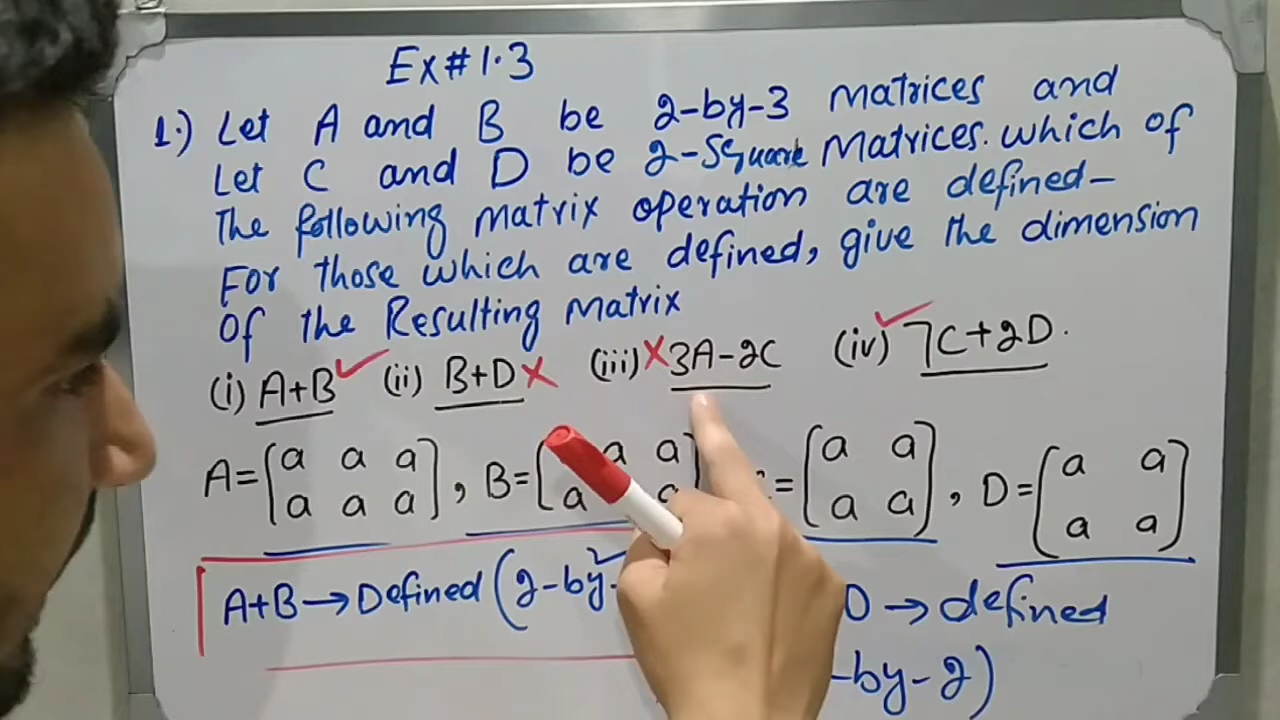 Ex# 1.3
1.) Let A and B be 2-by-3 matrices and
Let C and D be 2-Square Matrices. which of
The following matrix operation are defined-
For those which are defined, give the dimension
Of the Resulting matrix
(i) A+B ✓ (ii) B+D ✗ (iii) ✗ 3A-2C (iv) ✓ 7C+2D.
A=[a a a
a a a], B=[ a a
a ] =[a a
a a], D=[a a
a a]
A+B→Defined (2-by- D → defined
-by-2)